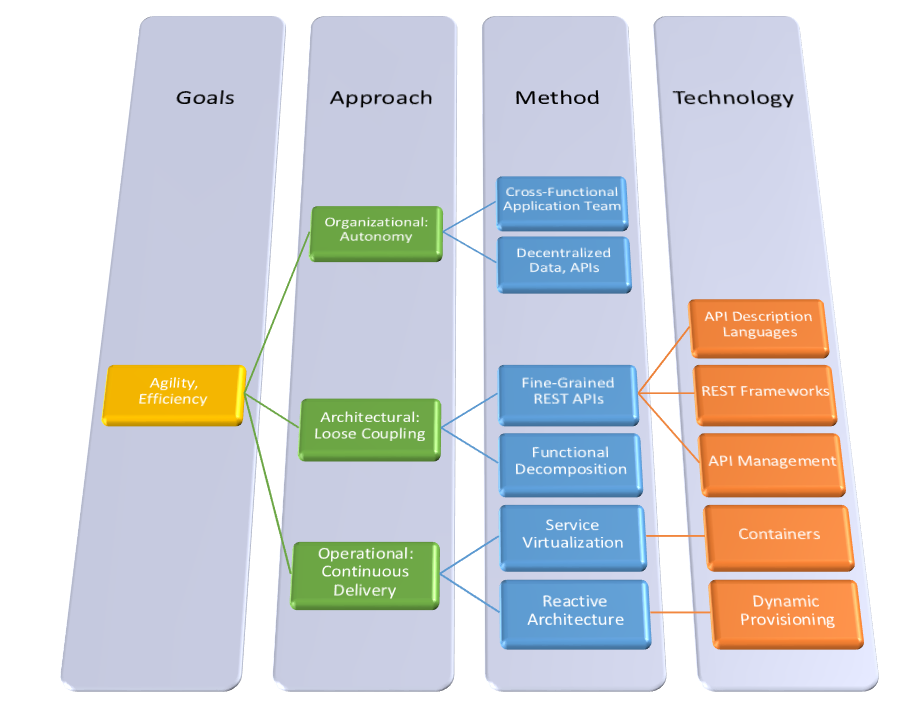 Goals
Approach
Method
Technology
Agility,
Efficiency
Organizational:
Autonomy
Architectural:
Loose Coupling
Operational:
Continuous
Delivery
Cross-Functional
Application Team
Decentralized
Data, APIs
Fine-Grained
REST APIs
Functional
Decomposition
Service
Virtualization
Reactive
Architecture
API Description
Languages
REST Frameworks
API Management
Containers
Dynamic
Provisioning